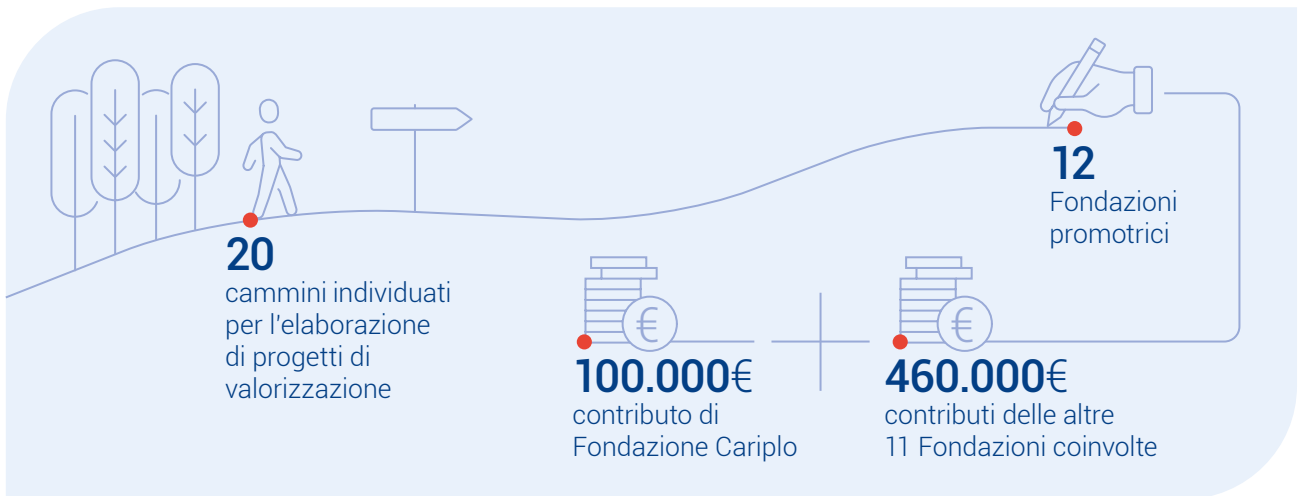 20
cammini individuati
per l'elaborazione
di progetti di
valorizzazione
12
Fondazioni
promotrici
€
100.000€
contributo di
Fondazione Cariplo
€
460.000€
contributi delle altre
11 Fondazioni coinvolte